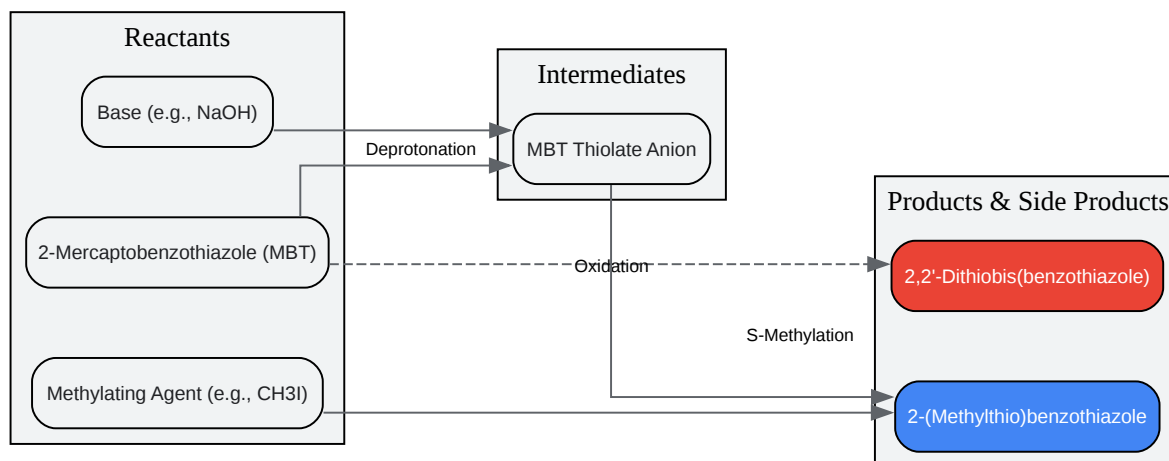 Reactants
Base (e.g., NaOH)
2-Mercaptobenzothiazole (MBT)
Methylating Agent (e.g., CH3I)
Deprotonation
Intermediates
MBT Thiolate Anion
Oxidation
S-Methylation
Products & Side Products
2,2'-Dithiobis(benzothiazole)
2-(Methylthio)benzothiazole